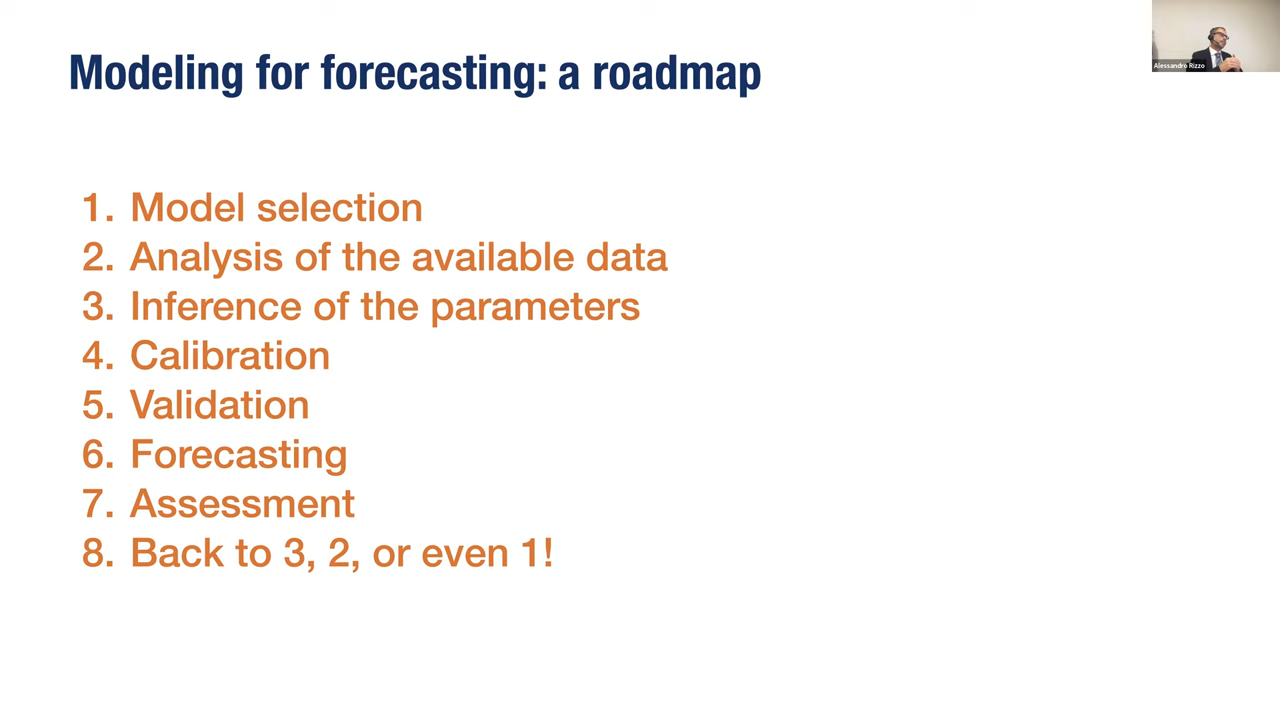 Modeling for forecasting: a roadmap
Alessandro Rizzo
1. Model selection
2. Analysis of the available data
3. Inference of the parameters
4. Calibration
5. Validation
6. Forecasting
7. Assessment
8. Back to 3, 2, or even 1!